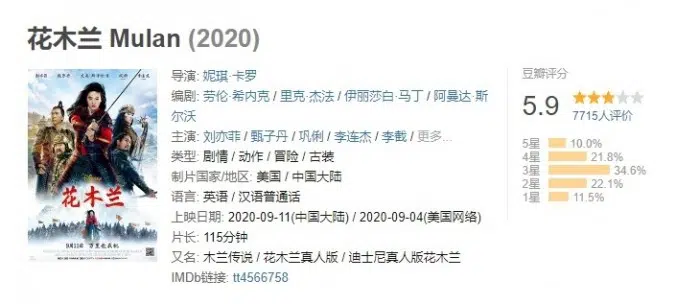 花木兰 Mulan (2020)
导演: 妮琪·卡罗
编剧: 劳伦·希内克 / 里克·杰法 / 伊丽莎白·马丁 / 阿曼达·斯
尔沃
主演: 刘亦菲 / 甄子丹 / 巩俐 / 李连杰 / 李截 / 更多...
类型: 剧情 / 动作 / 冒险 / 古装
制片国家/地区: 美国 / 中国大陆
语言: 英语 / 汉语普通话
上映日期: 2020-09-11(中国大陆) / 2020-09-04(美国网络)
片长: 115分钟
又名: 木兰传说 / 花木兰真人版 / 迪士尼真人版花木兰
IMDb链接: tt4566758
豆瓣评分
5.9
7715人评价
5星 10.0%
4星 21.8%
3星 34.6%
2星 22.1%
1星 11.5%
花木兰
9月11日